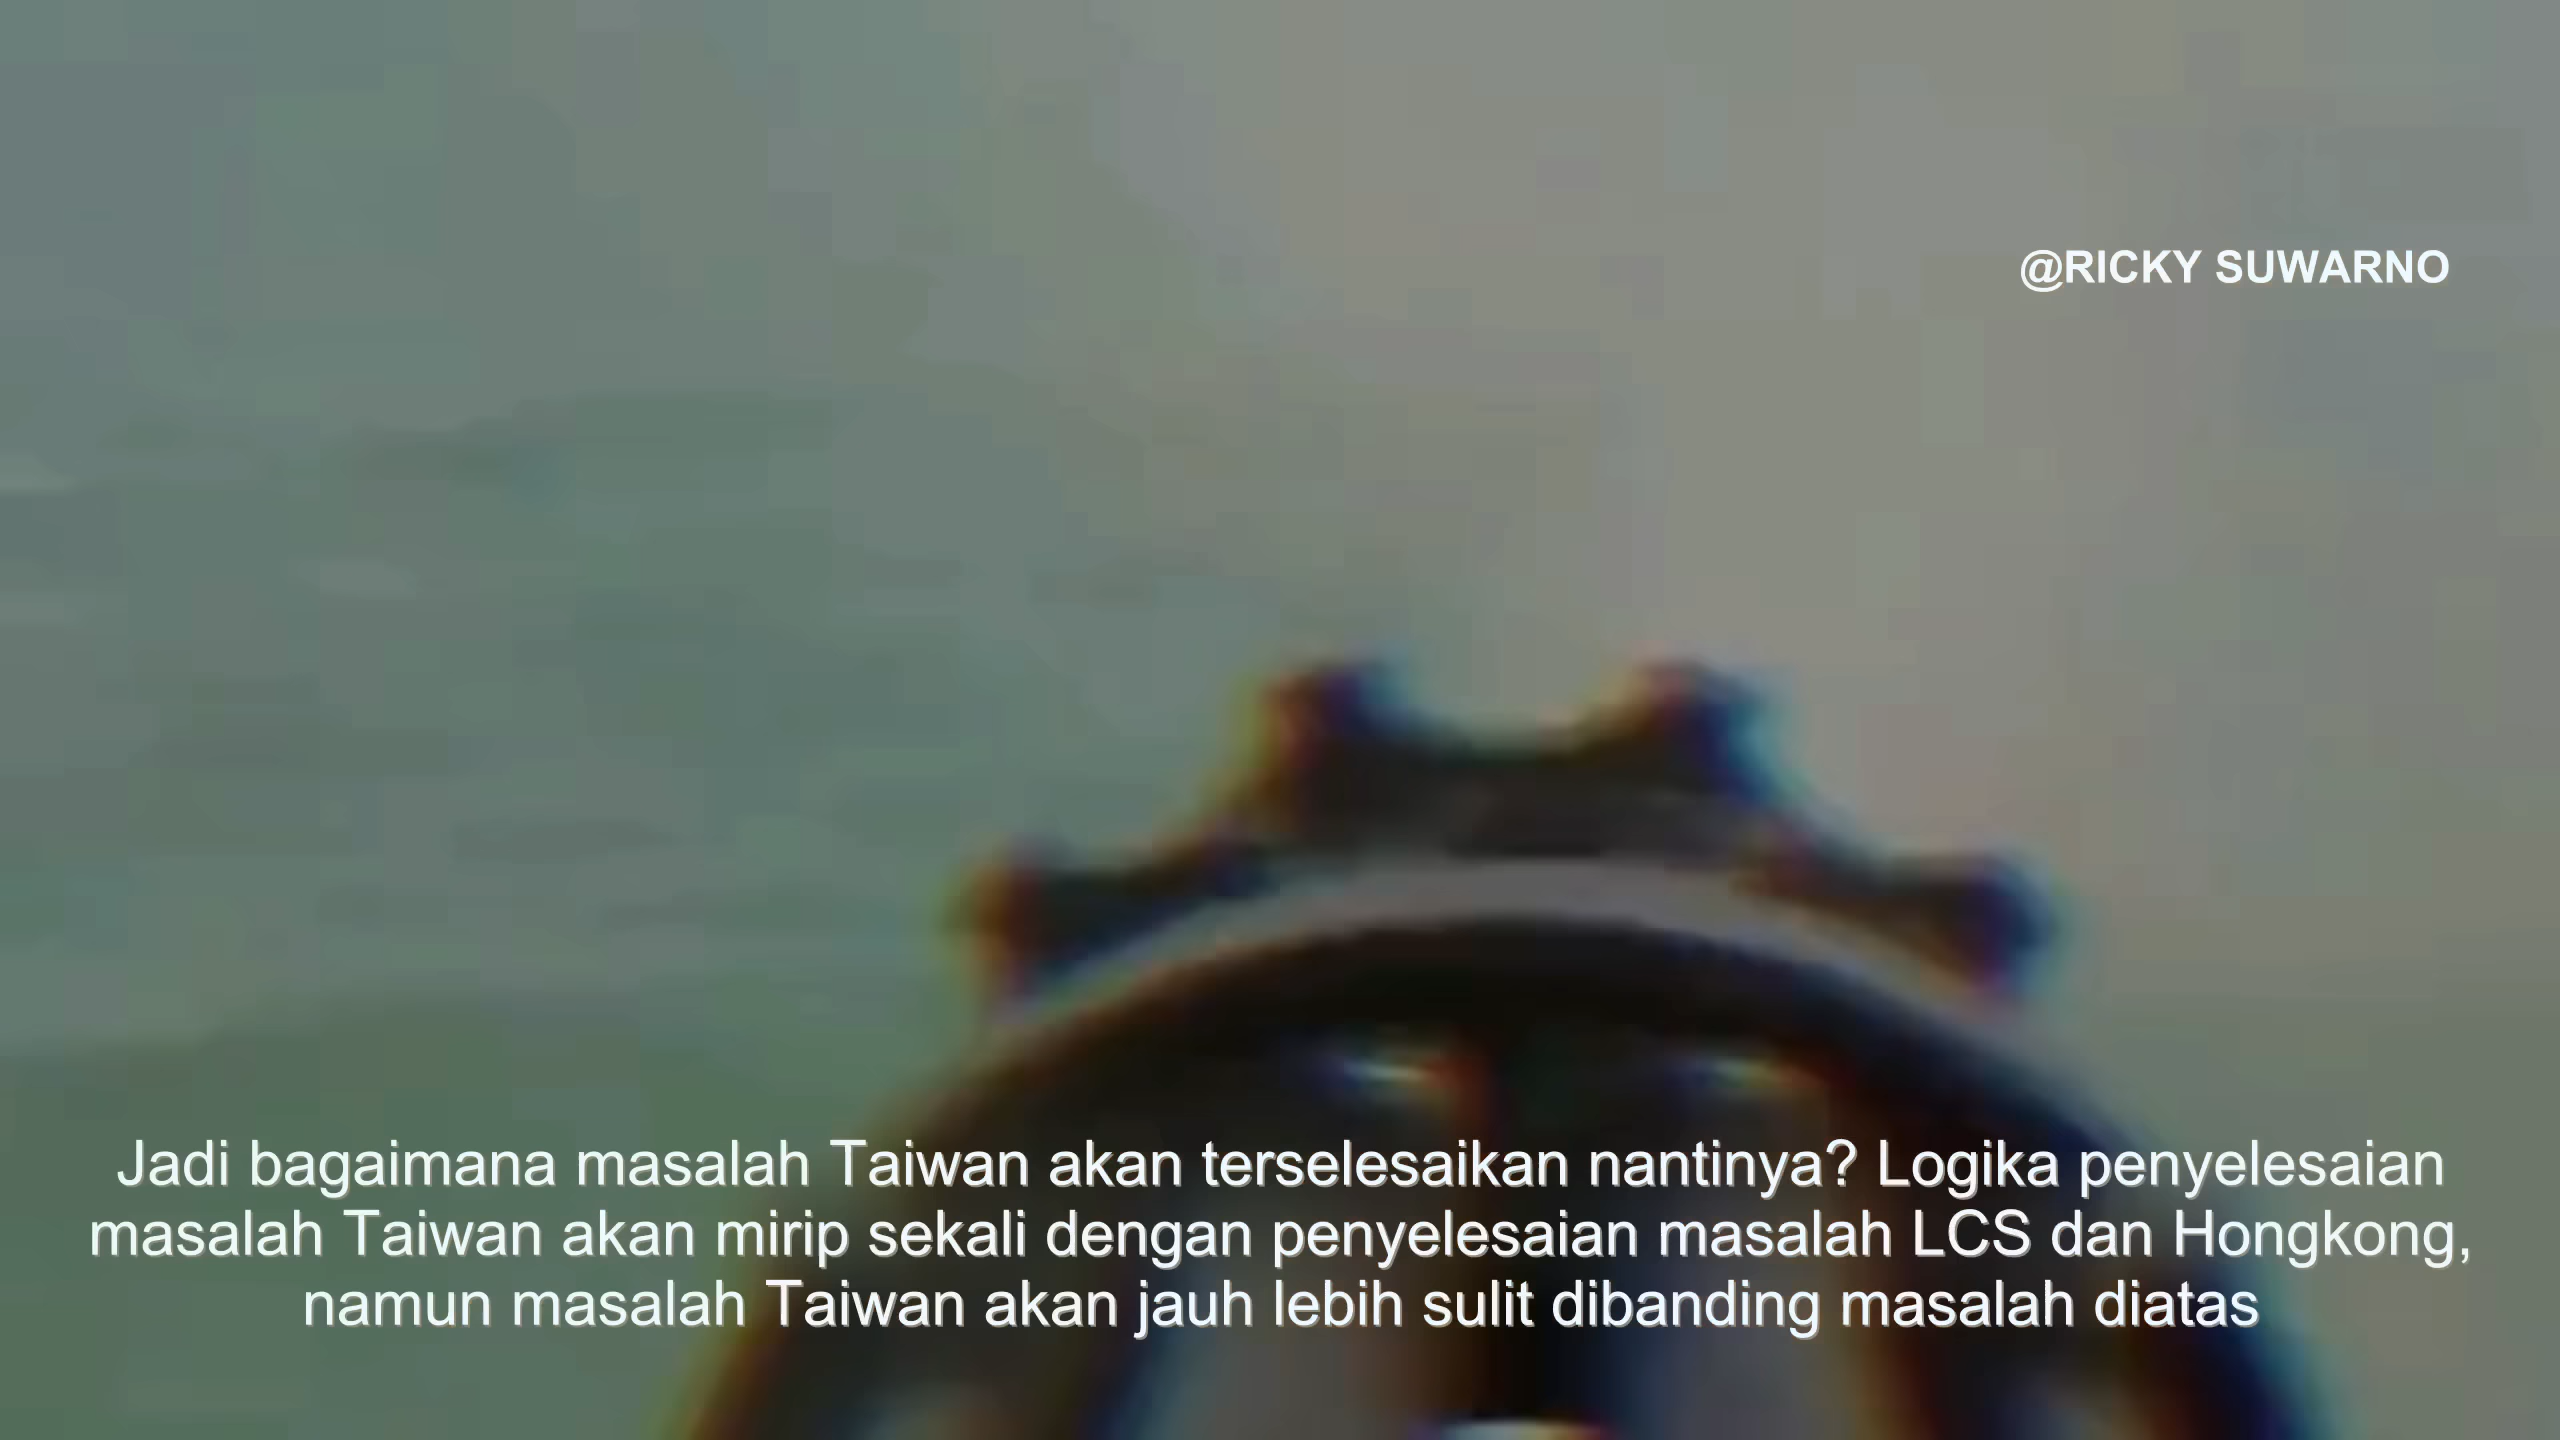 @RICKY SUWARNO
Jadi bagaimana masalah Taiwan akan terselesaikan nantinya? Logika penyelesaian
masalah Taiwan akan mirip sekali dengan penyelesaian masalah LCS dan Hongkong,
namun masalah Taiwan akan jauh lebih sulit dibanding masalah diatas